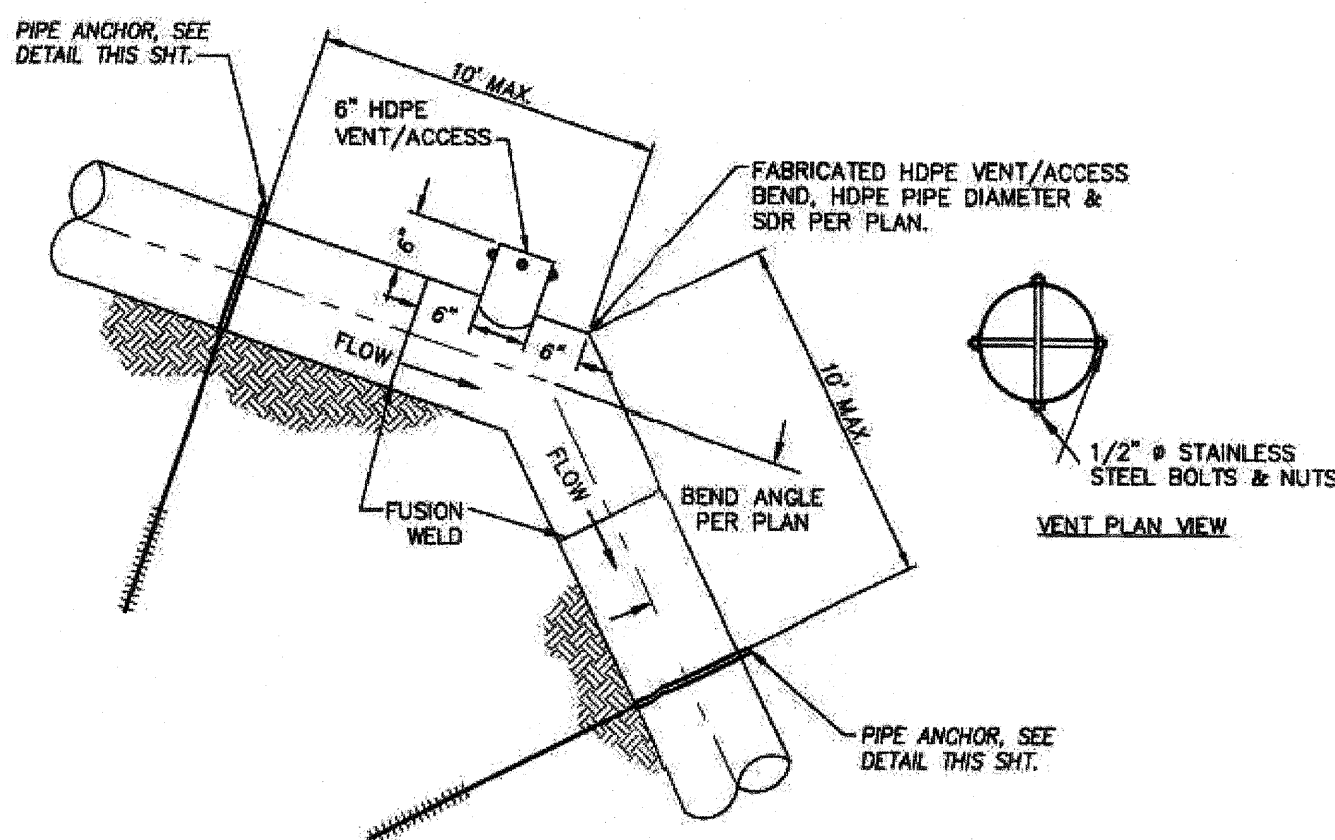 PIPE ANCHOR, SEE
DETAIL THIS SHT.
10' MAX.
6" HDPE
VENT/ACCESS
FABRICATED HDPE VENT/ACCESS
BEND, HDPE PIPE DIAMETER &
SDR PER PLAN.
6"
6"
6"
FLOW
10' MAX.
FLOW
1/2" ø STAINLESS
STEEL BOLTS & NUTS
BEND ANGLE
PER PLAN
FUSION
WELD
VENT PLAN VIEW
PIPE ANCHOR, SEE
DETAIL THIS SHT.